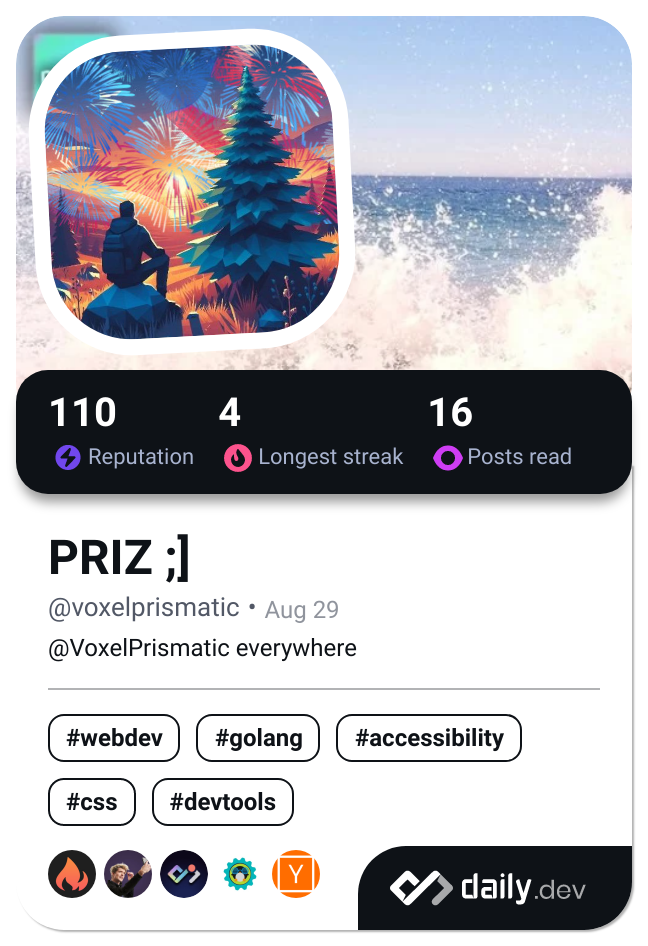 110 4 16
Reputation Longest streak Posts read
PRIZ ;]
@voxelprismatic • Aug 29
@VoxelPrismatic everywhere
#webdev #golang #accessibility
#css #devtools
Y daily.dev